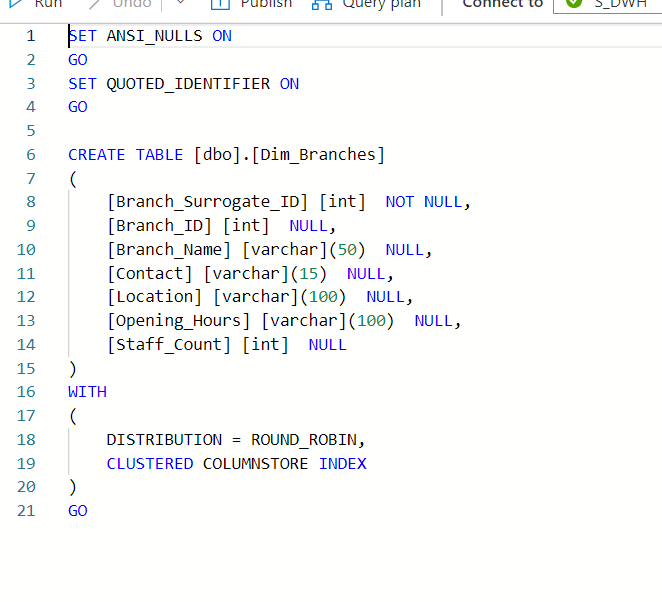 Run Undo Publish Query plan Connect to S_DWH
1 SET ANSI_NULLS ON
2 GO
3 SET QUOTED_IDENTIFIER ON
4 GO
5
6 CREATE TABLE [dbo].[Dim_Branches]
7 (
8     [Branch_Surrogate_ID] [int]  NOT NULL,
9     [Branch_ID] [int]  NULL,
10     [Branch_Name] [varchar](50)  NULL,
11     [Contact] [varchar](15)  NULL,
12     [Location] [varchar](100)  NULL,
13     [Opening_Hours] [varchar](100)  NULL,
14     [Staff_Count] [int]  NULL
15 )
16 WITH
17 (
18     DISTRIBUTION = ROUND_ROBIN,
19     CLUSTERED COLUMNSTORE INDEX
20 )
21 GO